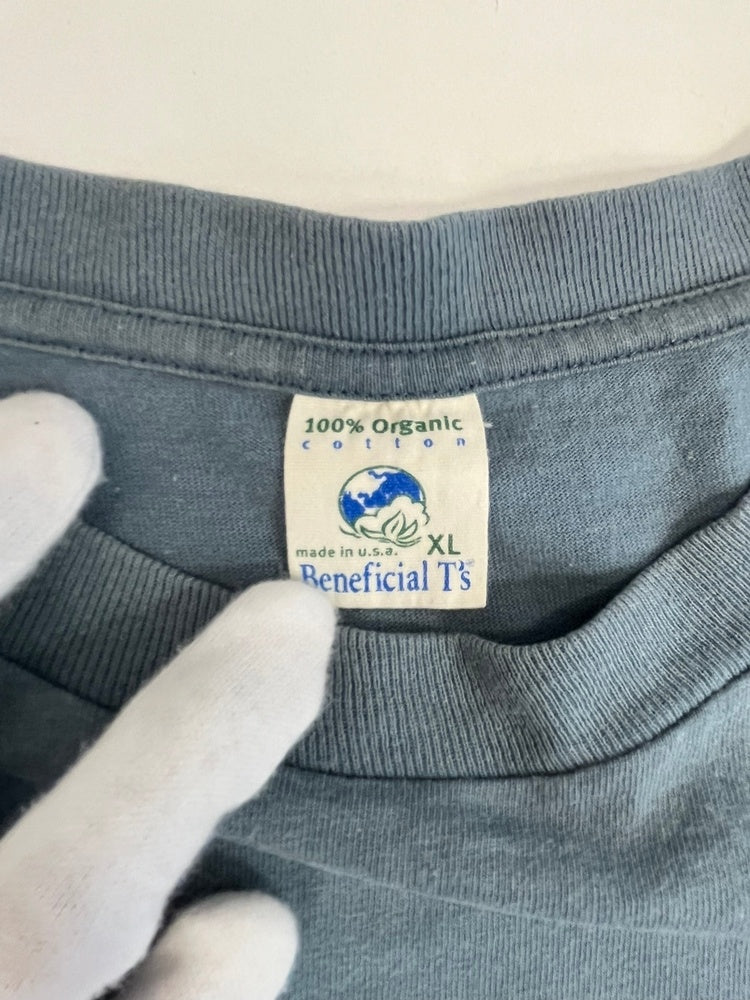 100% Organic
cotton
made in u.s.a. XL
Beneficial T's